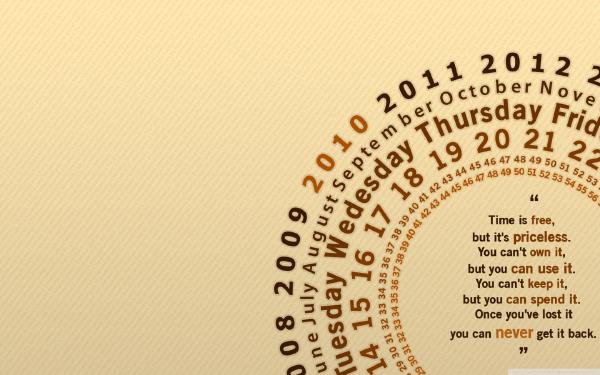 2008 2009 2010 2011 2012 2
June July August September October Nove
Tuesday Wedesday Thursday Frid
14 15 16 17 18 19 20 21 22
“
Time is free,
but it's priceless.
You can't own it,
but you can use it.
You can't keep it,
but you can spend it.
Once you've lost it
you can never get it back.
”